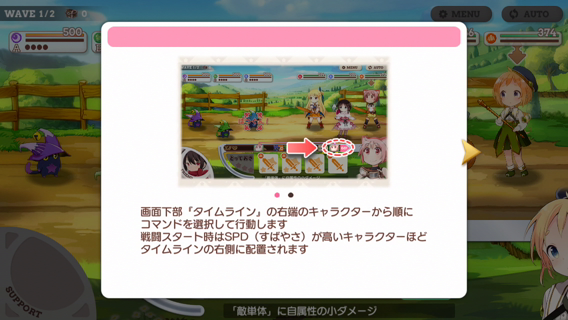 WAVE 1/2
0
MENU
AUTO
500
374
画面下部「タイムライン」の右端のキャラクターから順に
コマンドを選択して行動します
戦闘スタート時はSPD（すばやさ）が高いキャラクターほど
タイムラインの右側に配置されます
SUPPORT
「敵単体」に自属性の小ダメージ